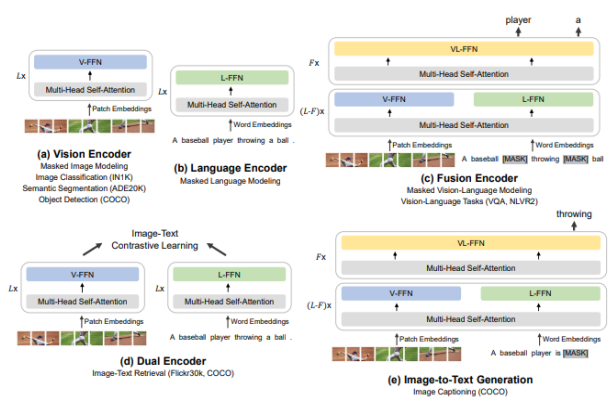 Lx
V-FFN
Multi-Head Self-Attention
Patch Embeddings
(a) Vision Encoder
Masked Image Modeling
Image Classification (IN1K)
Semantic Segmentation (ADE20K)
Object Detection (COCO)
Lx
L-FFN
Multi-Head Self-Attention
Word Embeddings
A baseball player throwing a ball .
(b) Language Encoder
Masked Language Modeling
player a
Fx
VL-FFN
Multi-Head Self-Attention
(L-F)x
V-FFN L-FFN
Multi-Head Self-Attention
Patch Embeddings Word Embeddings
A baseball [MASK] throwing [MASK] ball
(c) Fusion Encoder
Masked Vision-Language Modeling
Vision-Language Tasks (VQA, NLVR2)
Image-Text
Contrastive Learning
Lx V-FFN Lx L-FFN
Multi-Head Self-Attention Multi-Head Self-Attention
Patch Embeddings Word Embeddings
A baseball player throwing a ball .
(d) Dual Encoder
Image-Text Retrieval (Flickr30k, COCO)
throwing
Fx
VL-FFN
Multi-Head Self-Attention
(L-F)x
V-FFN L-FFN
Multi-Head Self-Attention
Patch Embeddings Word Embeddings
A baseball player is [MASK]
(e) Image-to-Text Generation
Image Captioning (COCO)